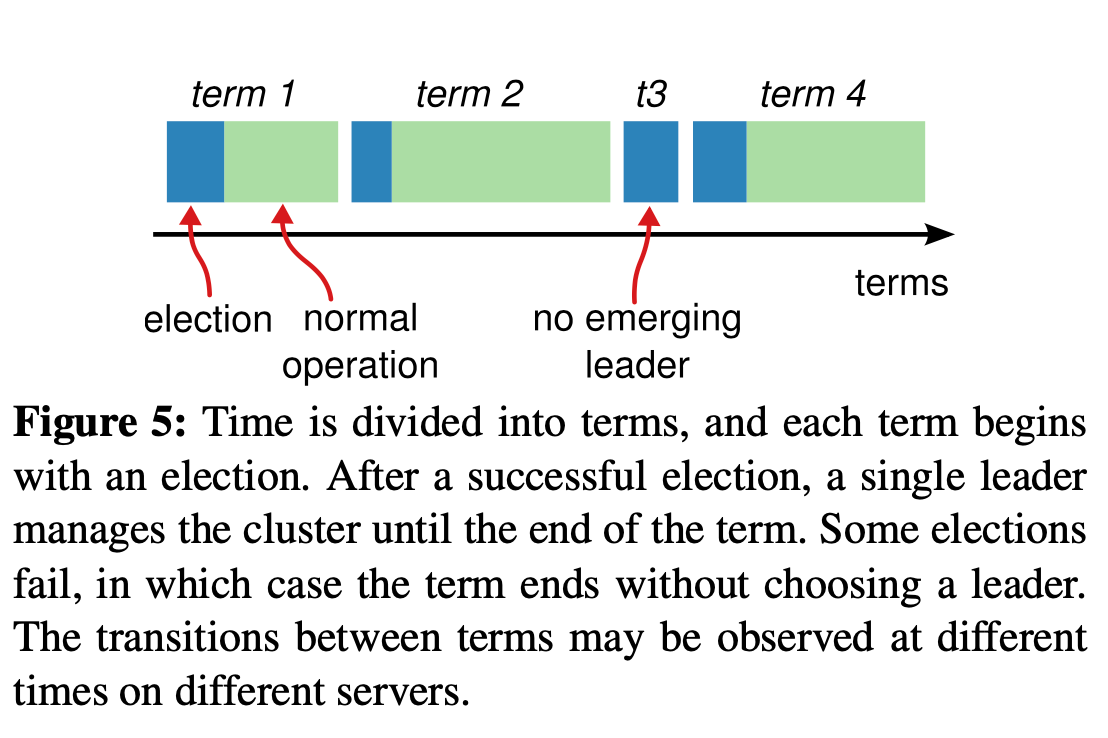 term 1 term 2 t3 term 4
terms
election normal
operation
no emerging
leader
Figure 5: Time is divided into terms, and each term begins
with an election. After a successful election, a single leader
manages the cluster until the end of the term. Some elections
fail, in which case the term ends without choosing a leader.
The transitions between terms may be observed at different
times on different servers.